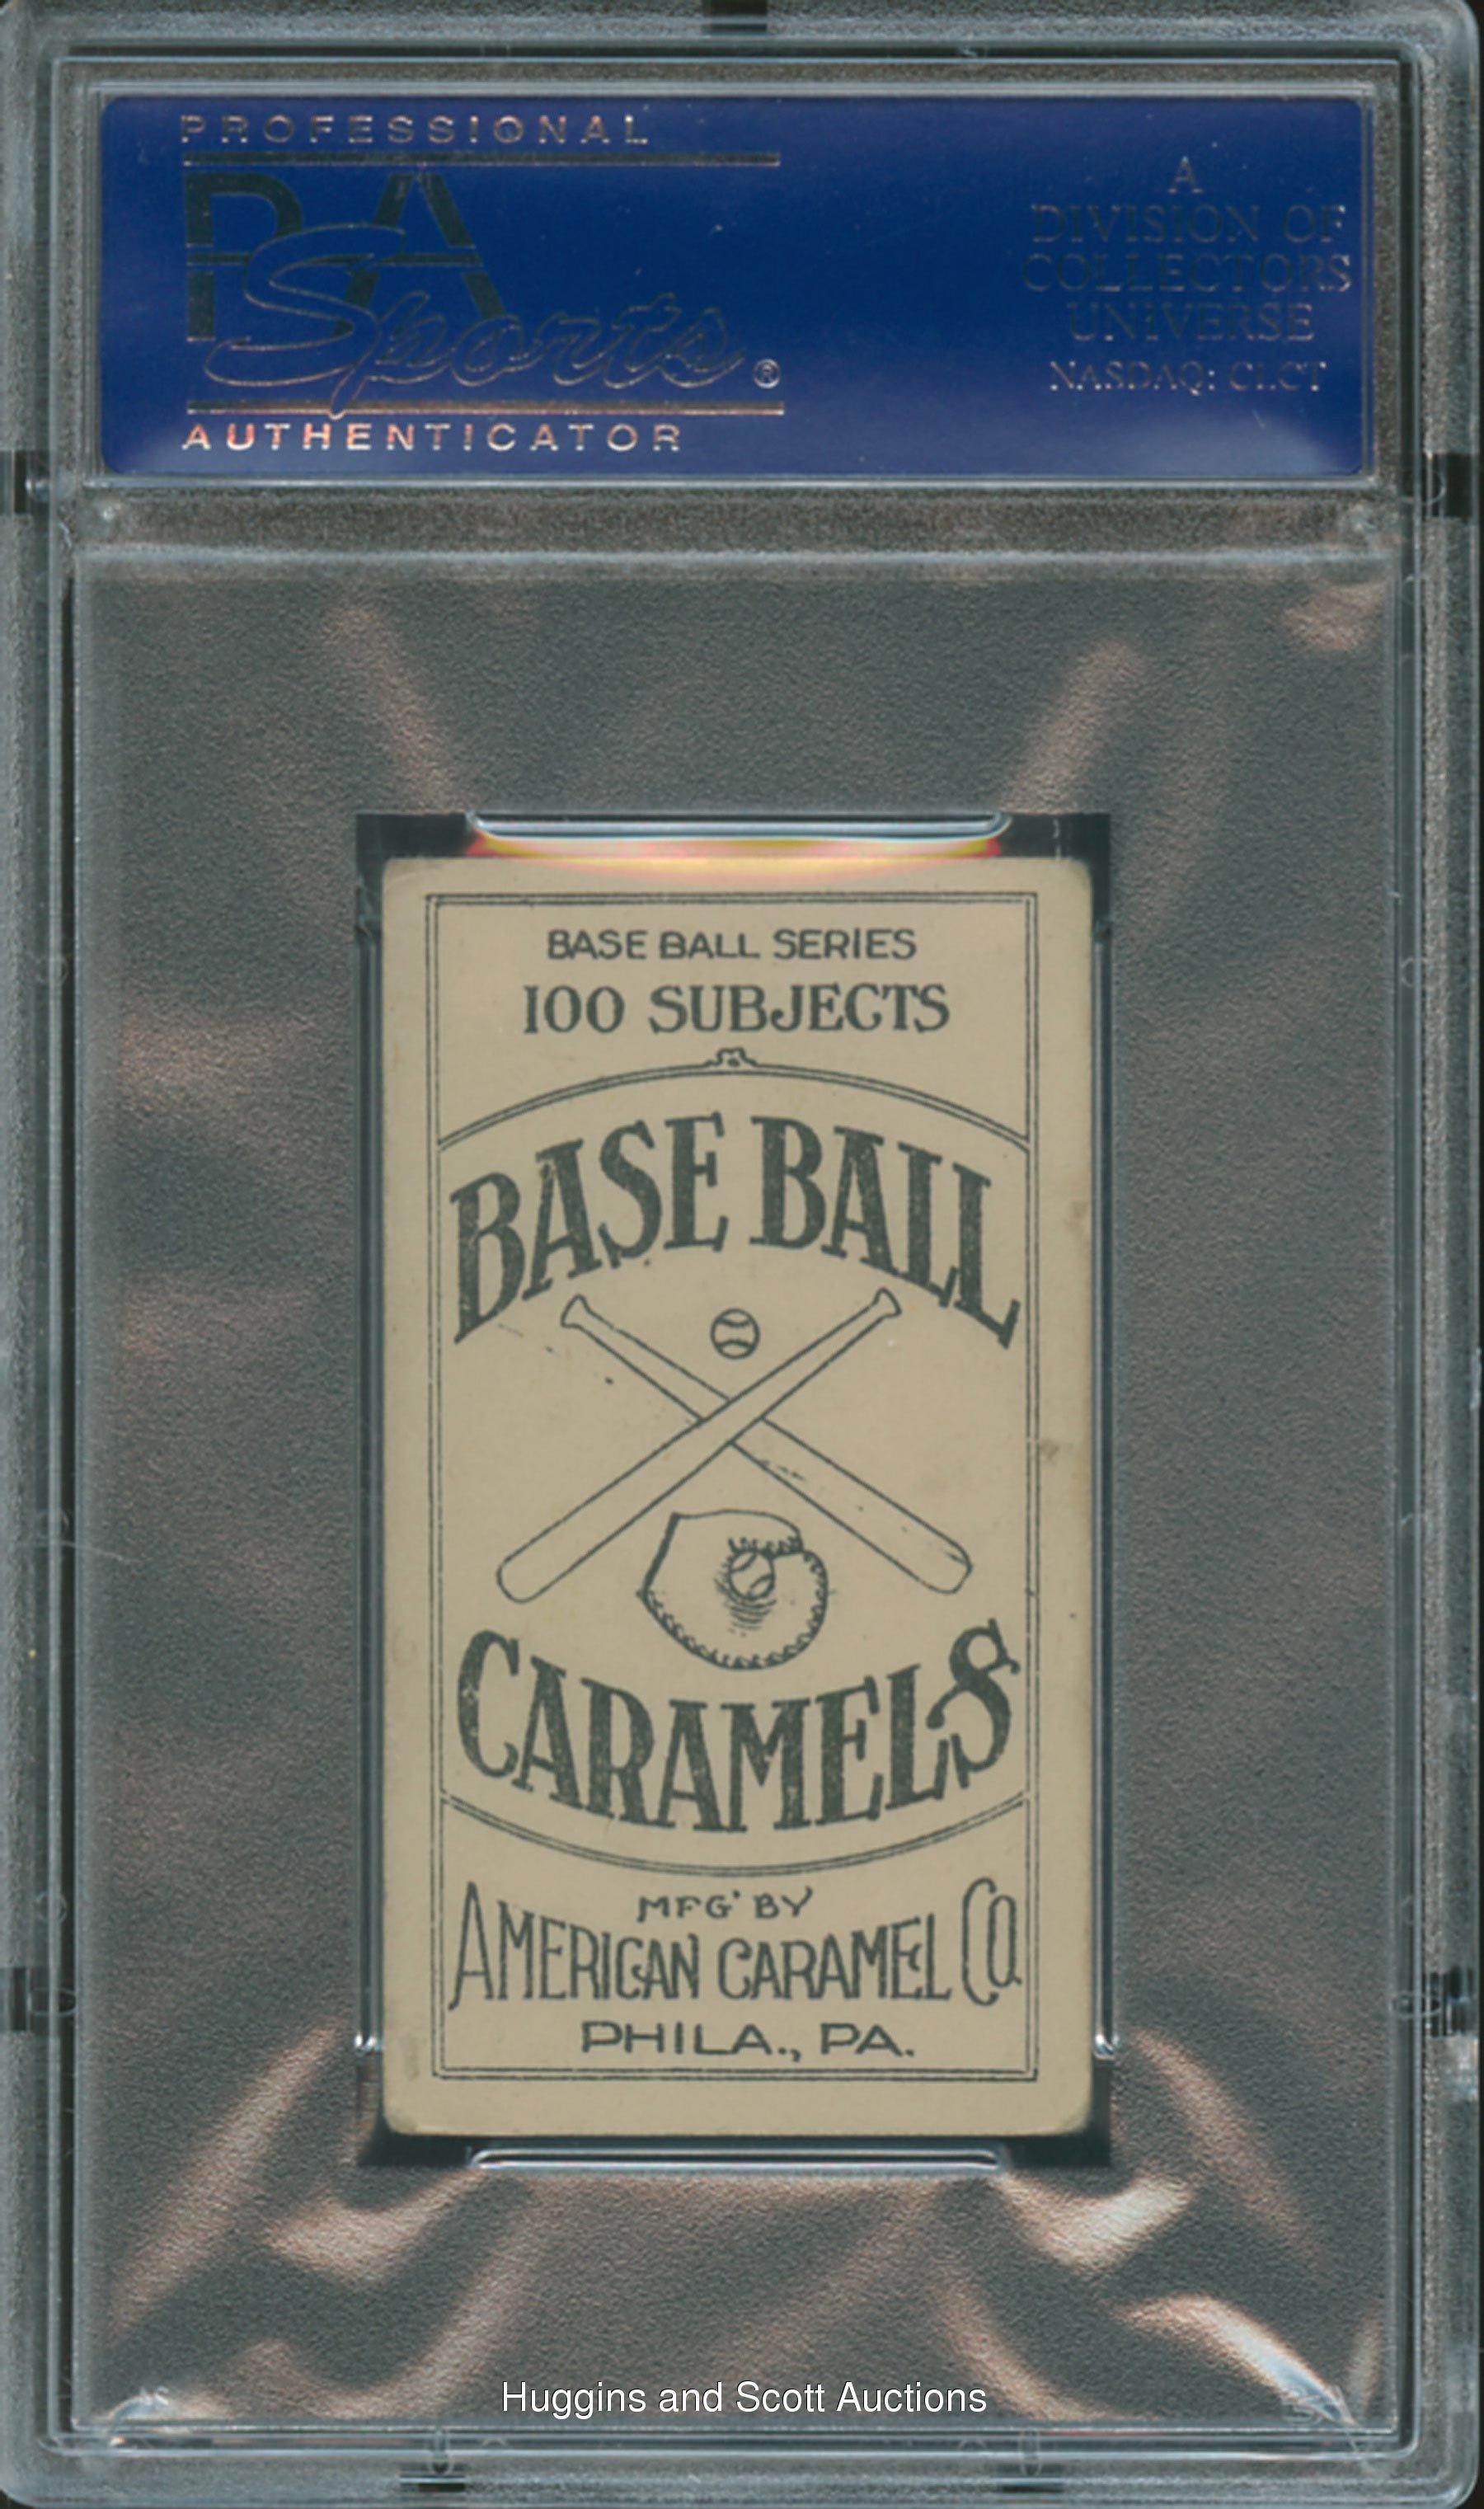 PROFESSIONAL
PSA
Sports®
AUTHENTICATOR
A
DIVISION OF
COLLECTORS
UNIVERSE
NASDAQ: CLCT
BASE BALL SERIES
100 SUBJECTS
BASE BALL
CARAMELS
MFG' BY
AMERICAN CARAMEL CO.
PHILA., PA.
Huggins and Scott Auctions